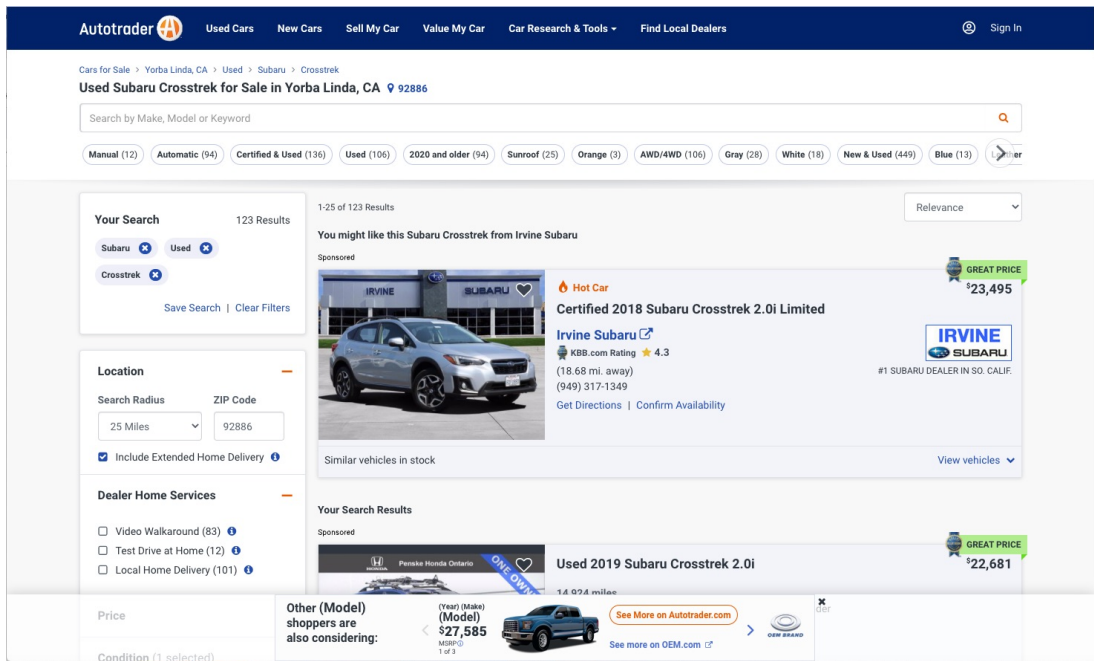 Autotrader
Used Cars
New Cars
Sell My Car
Value My Car
Car Research & Tools
Find Local Dealers
Sign In
Cars for Sale > Yorba Linda, CA > Used > Subaru > Crosstrek
Used Subaru Crosstrek for Sale in Yorba Linda, CA 92886
Search by Make, Model or Keyword
Manual (12)
Automatic (94)
Certified & Used (136)
Used (106)
2020 and older (94)
Sunroof (25)
Orange (3)
AWD/4WD (106)
Gray (28)
White (18)
New & Used (449)
Blue (13)
Your Search
123 Results
Subaru
Used
Crosstrek
Save Search | Clear Filters
Location
Search Radius
ZIP Code
25 Miles
92886
Include Extended Home Delivery
Dealer Home Services
Video Walkaround (83)
Test Drive at Home (12)
Local Home Delivery (101)
Price
Condition (1 selected)
1-25 of 123 Results
Relevance
You might like this Subaru Crosstrek from Irvine Subaru
Sponsored
IRVINE
SUBARU
Hot Car
Certified 2018 Subaru Crosstrek 2.0i Limited
Irvine Subaru
KBB.com Rating 4.3
(18.68 mi. away)
(949) 317-1349
Get Directions | Confirm Availability
GREAT PRICE
$23,495
IRVINE
SUBARU
#1 SUBARU DEALER IN SO. CALIF.
Similar vehicles in stock
View vehicles
Your Search Results
Sponsored
HONDA
Penske Honda Ontario
ONE OWN
Used 2019 Subaru Crosstrek 2.0i
14,924 miles
GREAT PRICE
$22,681
Other (Model)
shoppers are
also considering:
(Year) (Make)
(Model)
$27,585
MSRP
1 of 3
See More on Autotrader.com
See more on OEM.com
OEM BRAND